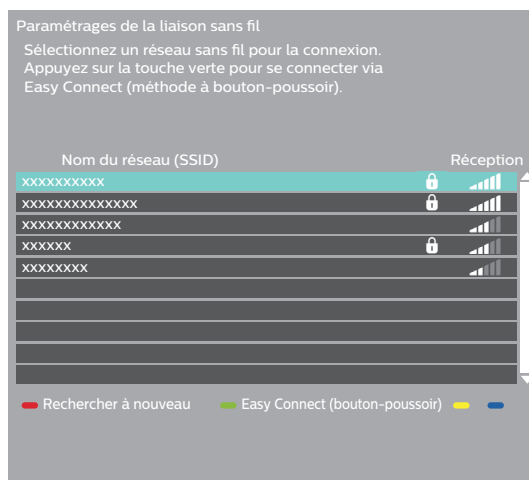 Paramétrages de la liaison sans fil
Sélectionnez un réseau sans fil pour la connexion.
Appuyez sur la touche verte pour se connecter via
Easy Connect (méthode à bouton-poussoir).
Nom du réseau (SSID) Réception
xxxxxxxxxx
xxxxxxxxxxxxxx
xxxxxxxxxxxx
xxxxxx
xxxxxxxx
Rechercher à nouveau Easy Connect (bouton-poussoir)